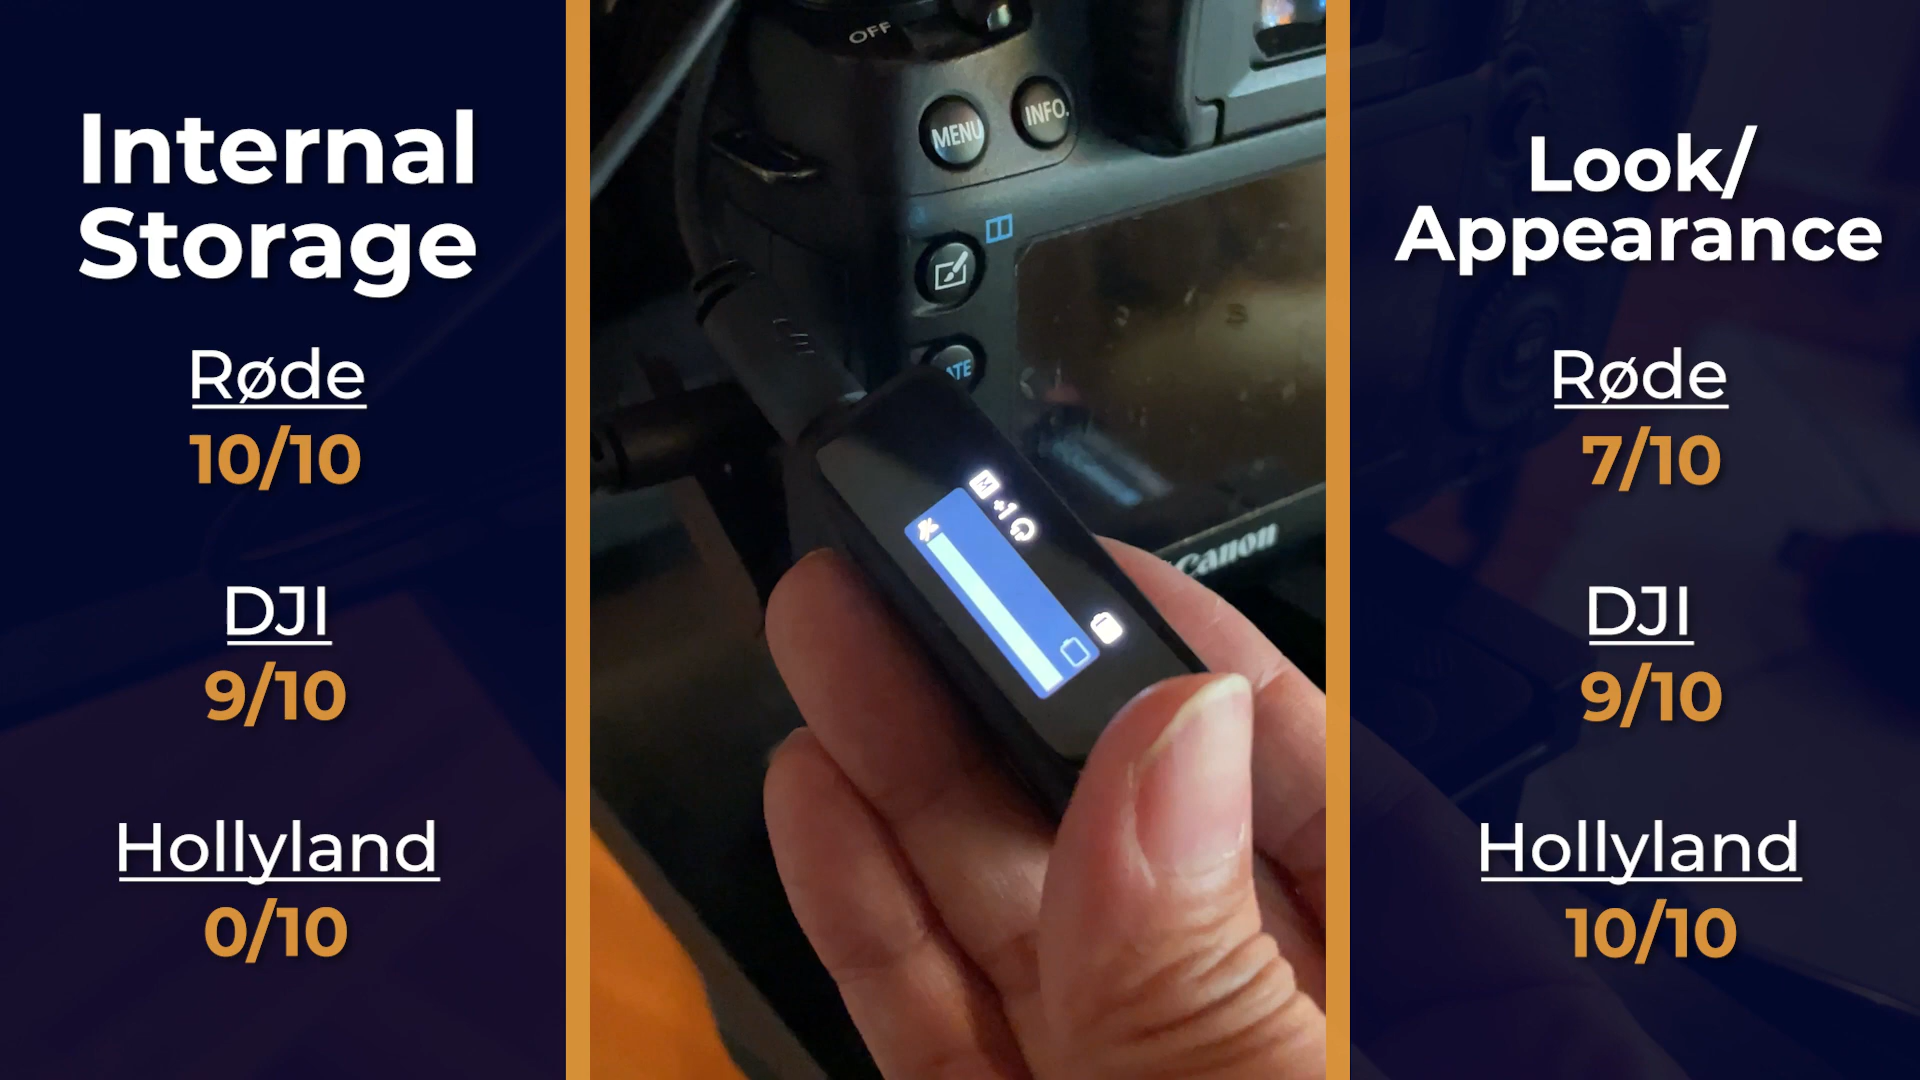 Internal
Storage
Røde
10/10
DJI
9/10
Hollyland
0/10
OFF
MENU
INFO.
M
+1
Canon
Look/
Appearance
Røde
7/10
DJI
9/10
Hollyland
10/10